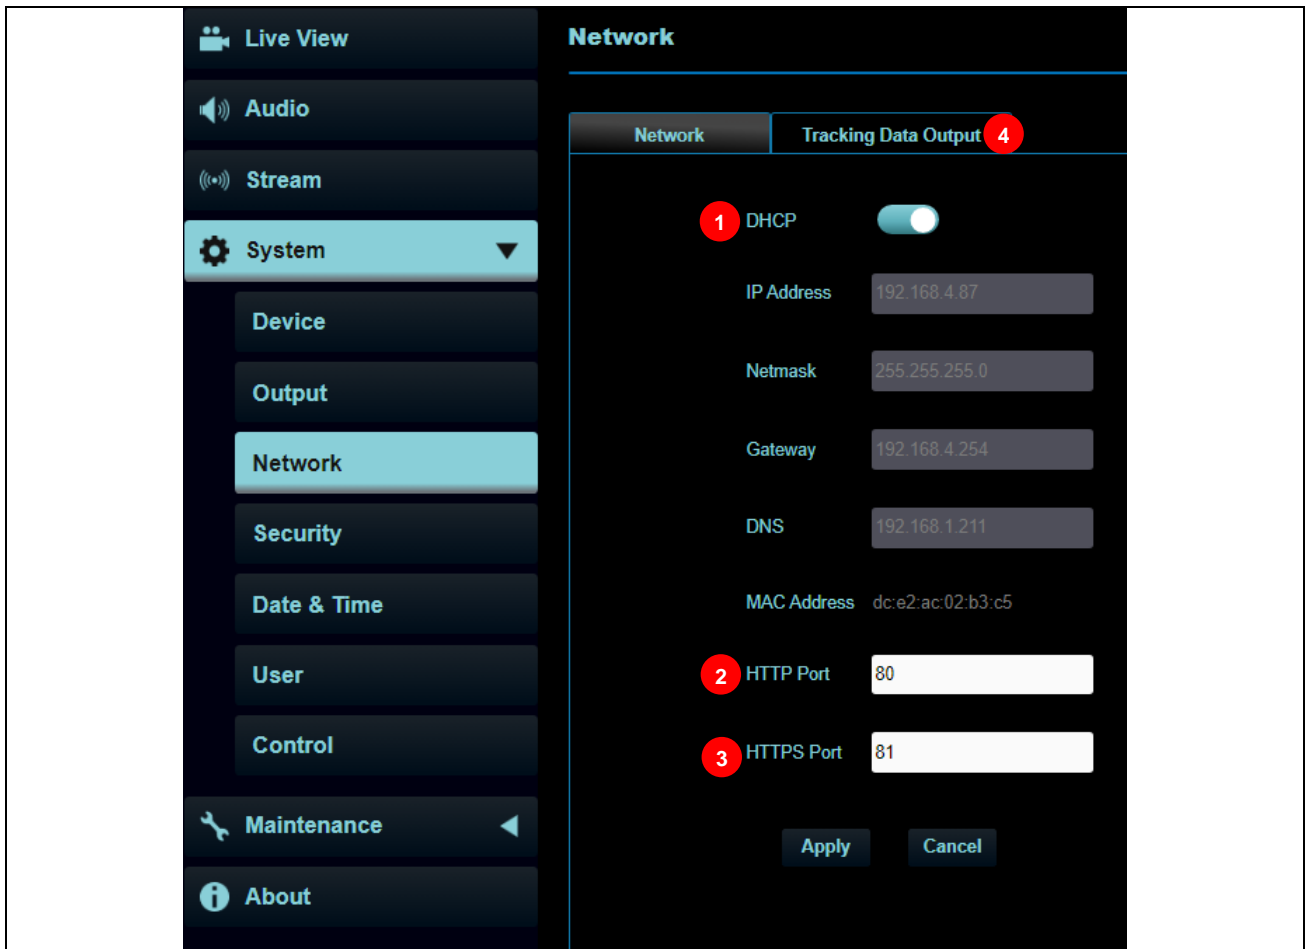 Live View
Audio
Stream
System
Device
Output
Network
Security
Date & Time
User
Control
Maintenance
About
Network
Network
Tracking Data Output 4
1 DHCP
IP Address 192.168.4.87
Netmask 255.255.255.0
Gateway 192.168.4.254
DNS 192.168.1.211
MAC Address dc:e2:ac:02:b3:c5
2 HTTP Port 80
3 HTTPS Port 81
Apply Cancel